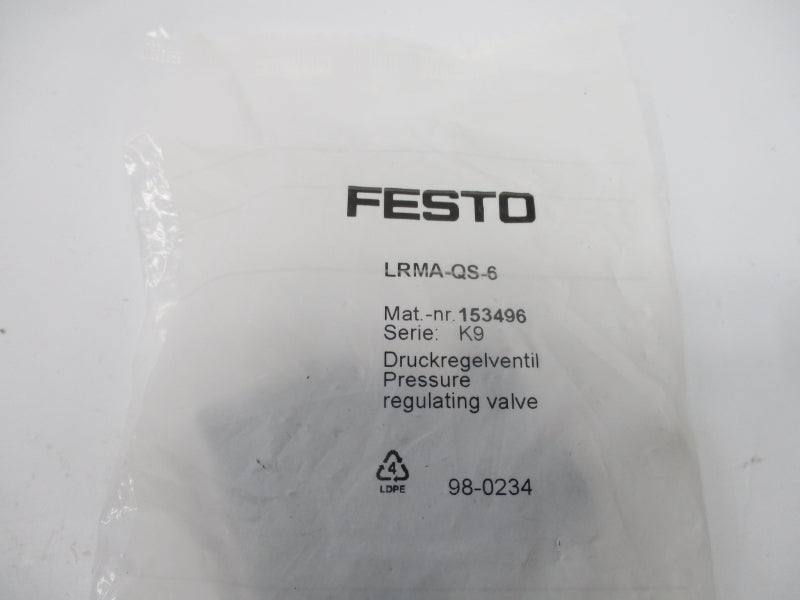 FESTO
LRMA-QS-6
Mat.-nr.153496
Serie: K9
Druckregelventil
Pressure
regulating valve
4
LDPE
98-0234